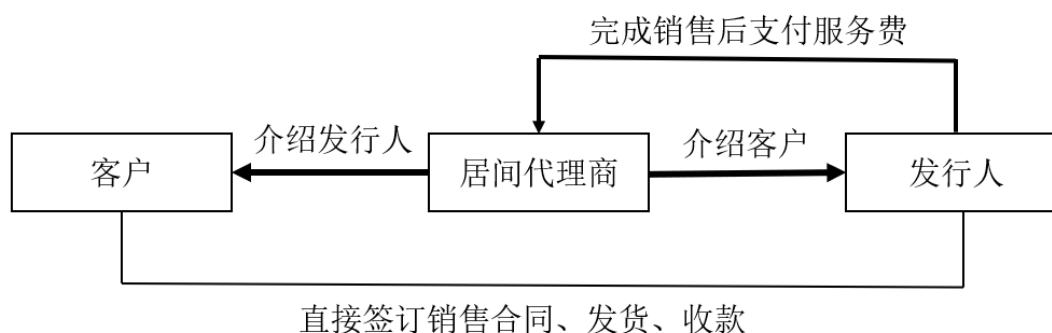 完成销售后支付服务费
介绍发行人
介绍客户
客户
居间代理商
发行人
直接签订销售合同、发货、收款